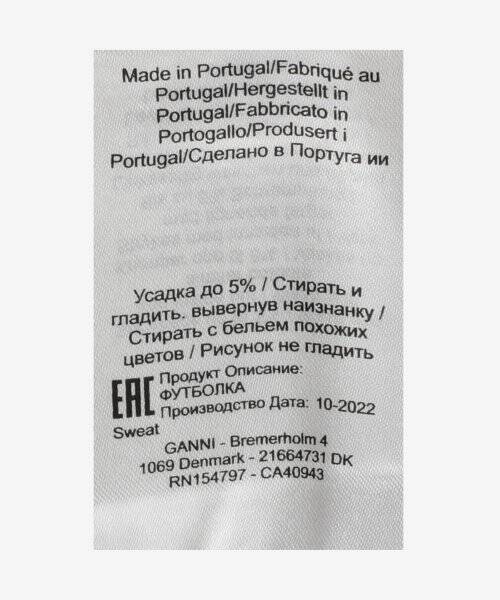 Made in Portugal/Fabriqué au
Portugal/Hergestellt in
Portugal/Fabbricato in
Portogallo/Produsert i
Portugal/Сделано в Португа ии
Усадка до 5% / Стирать и
гладить. вывернув наизнанку /
Стирать с бельем похожих
цветов / Рисунок не гладить
EAC Продукт Описание:
ФУТБОЛКА
Производство Дата: 10-2022
Sweat
GANNI - Bremerholm 4
1069 Denmark - 21664731 DK
RN154797 - CA40943